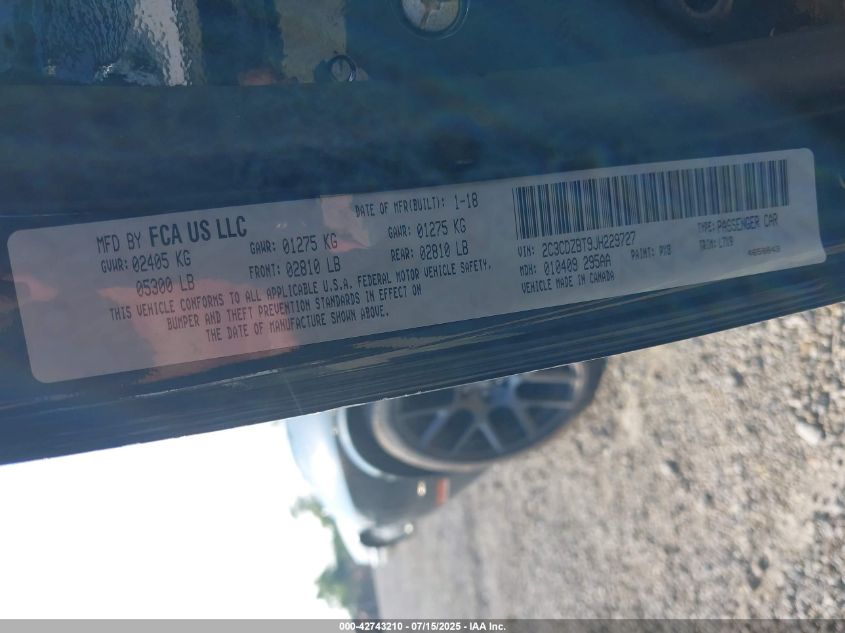 MFD BY FCA US LLC
DATE OF MFR(BUILT): 1-18
GVWR: 02405 KG
05300 LB
GAWR: 01275 KG
FRONT: 02810 LB
GAWR: 01275 KG
REAR: 02810 LB
THIS VEHICLE CONFORMS TO ALL APPLICABLE U.S.A. FEDERAL MOTOR VEHICLE SAFETY,
BUMPER AND THEFT PREVENTION STANDARDS IN EFFECT ON
THE DATE OF MANUFACTURE SHOWN ABOVE.
VIN: 2C3CDZBT9JH229727
TYPE: PASSENGER CAR
MDH: 010409 295AA
PAINT: PX8
TRIM: L7X9
VEHICLE MADE IN CANADA
000-42743210 - 07/15/2025 - IAA Inc.